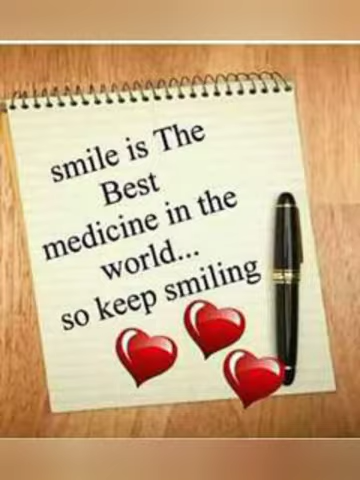 smile is The
Best
medicine in the
world...
so keep smiling